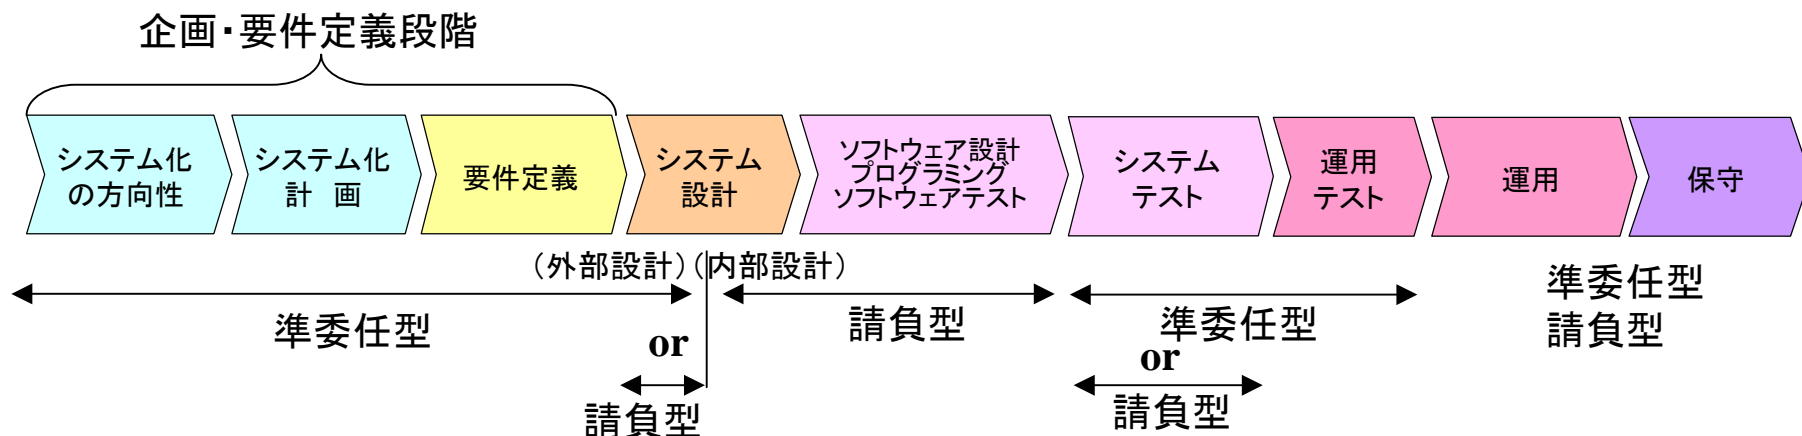 企画・要件定義段階
システム化
の方向性
システム化
計　画
要件定義
システム
設計
ソフトウェア設計
プログラミング
ソフトウェアテスト
システム
テスト
運用
テスト
運用
保守
（外部設計）（内部設計）
準委任型
or
請負型
請負型
準委任型
or
請負型
準委任型
請負型